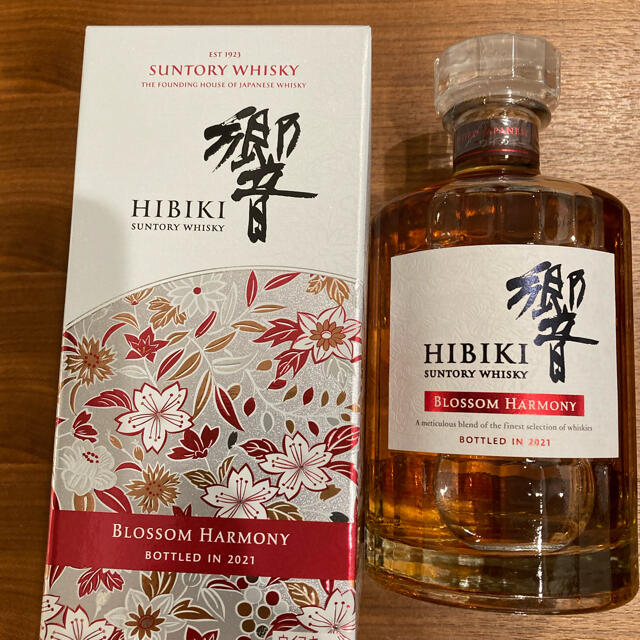 EST 1923
SUNTORY WHISKY
THE FOUNDING HOUSE OF JAPANESE WHISKY
響
HIBIKI
SUNTORY WHISKY
BLOSSOM HARMONY
BOTTLED IN 2021
響
HIBIKI
SUNTORY WHISKY
BLOSSOM HARMONY
A meticulous blend of the finest selection of whiskies
BOTTLED IN 2021